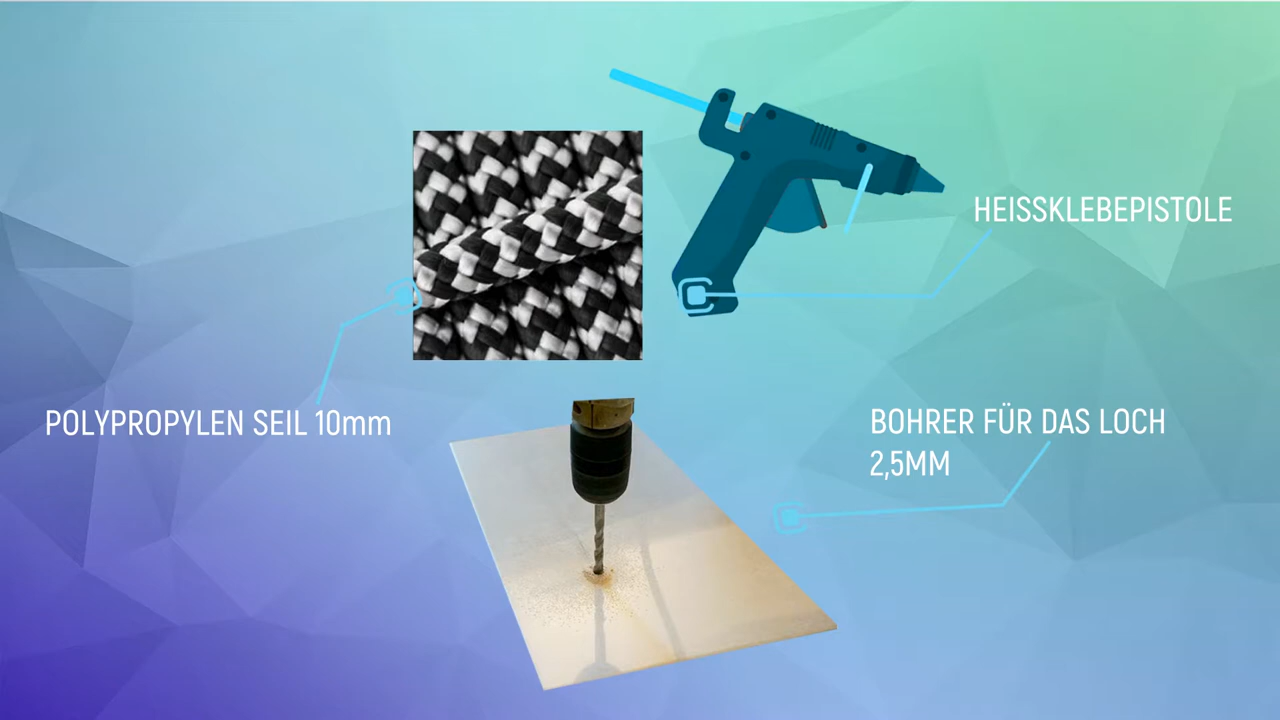 HEISSKLEBEPISTOLE
POLYPROPYLEN SEIL 10mm
BOHRER FÜR DAS LOCH
2,5MM